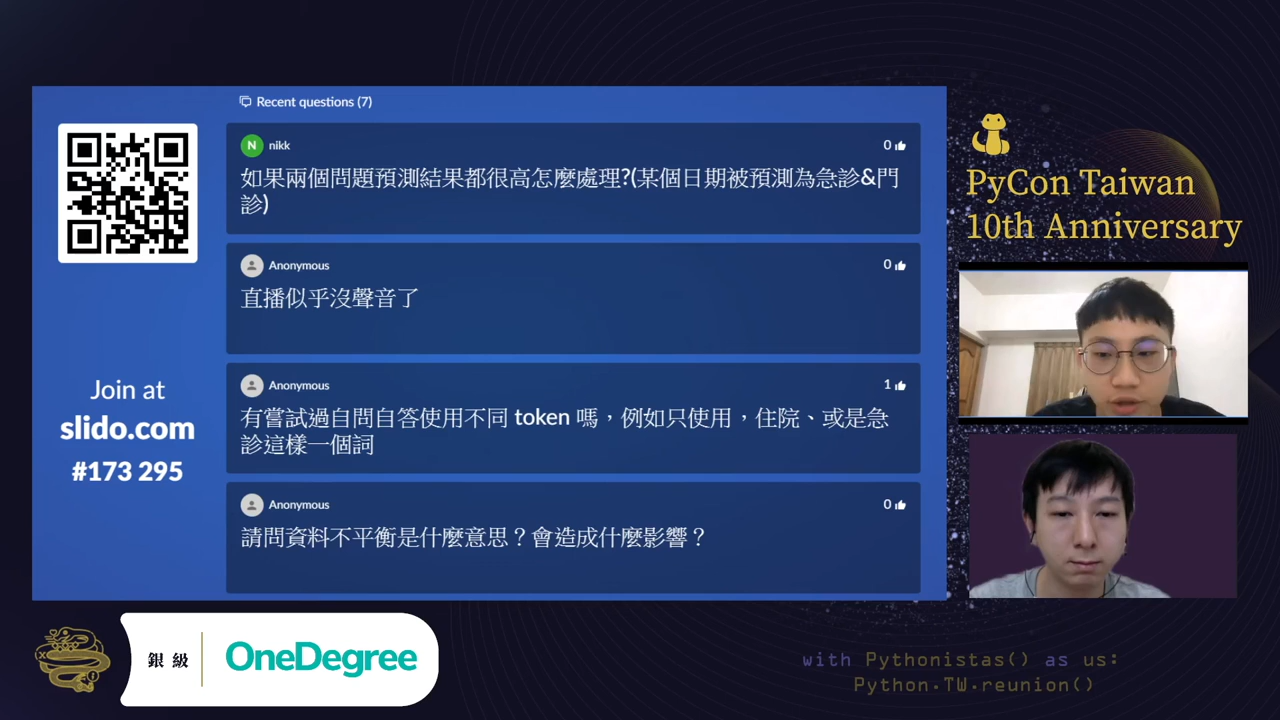 Recent questions (7)
N nikk
0
如果兩個問題預測結果都很高怎麼處理?(某個日期被預測為急診&門
診)
Anonymous
0
直播似乎沒聲音了
Anonymous
1
有嘗試過自問自答使用不同 token 嗎，例如只使用，住院、或是急
診這樣一個詞
Anonymous
0
請問資料不平衡是什麼意思？會造成什麼影響？
Join at
slido.com
#173 295
PyCon Taiwan
10th Anniversary
銀級
OneDegree
with Pythonistas() as us:
Python.TW.reunion()